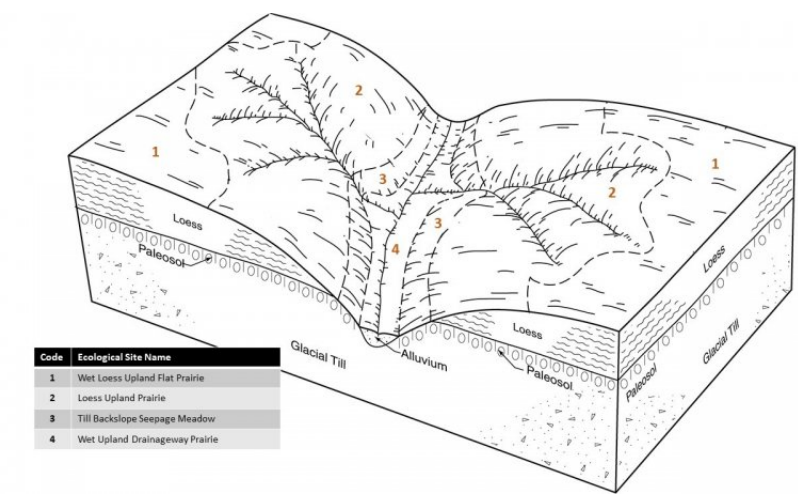 2
1
1
3
2
3
4
Loess
Paleosol
Loess
Loess
Glacial Till
Glacial Till
Alluvium
Paleosol
Paleosol
Code Ecological Site Name
1 Wet Loess Upland Flat Prairie
2 Loess Upland Prairie
3 Till Backslope Seepage Meadow
4 Wet Upland Drainageway Prairie